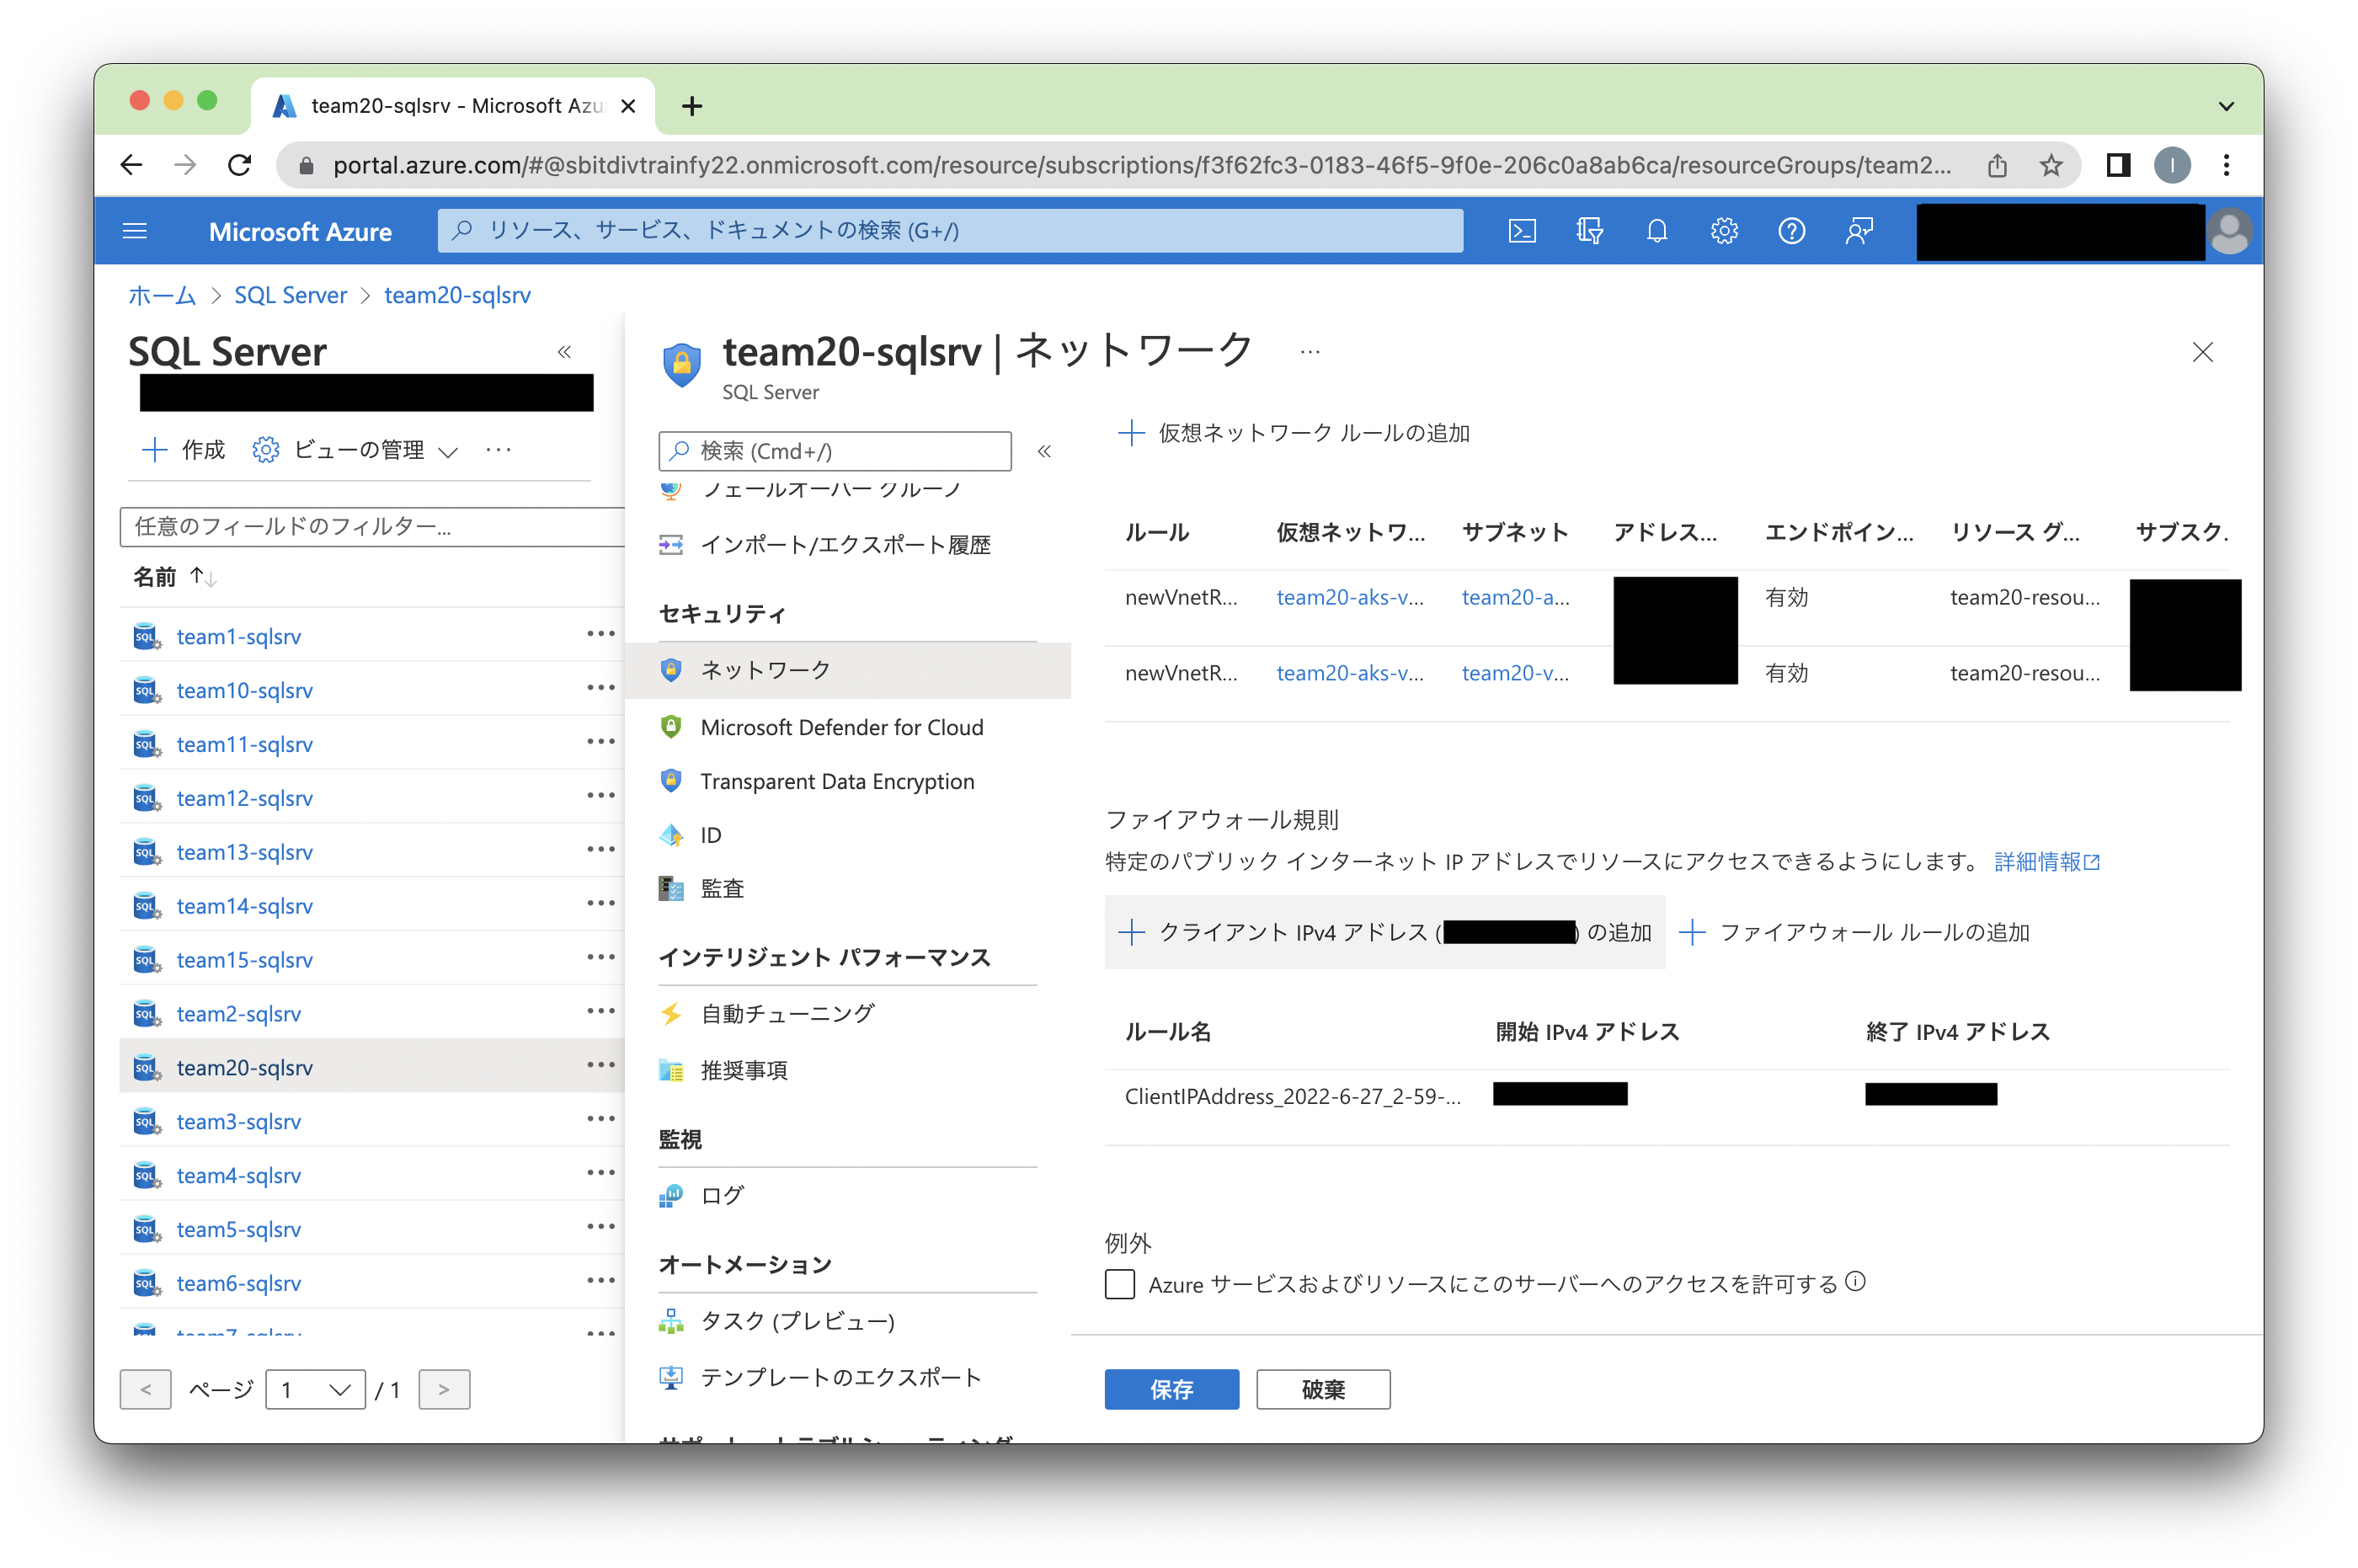 team20-sqlsrv - Microsoft Azu
portal.azure.com/#@sbitdivtrainfy22.onmicrosoft.com/resource/subscriptions/f3f62fc3-0183-46f5-9f0e-206c0a8ab6ca/resourceGroups/team2...
I
Microsoft Azure
リソース、サービス、ドキュメントの検索 (G+/)
ホーム > SQL Server > team20-sqlsrv
SQL Server
作成
ビューの管理
任意のフィールドのフィルター...
名前
team1-sqlsrv
team10-sqlsrv
team11-sqlsrv
team12-sqlsrv
team13-sqlsrv
team14-sqlsrv
team15-sqlsrv
team2-sqlsrv
team20-sqlsrv
team3-sqlsrv
team4-sqlsrv
team5-sqlsrv
team6-sqlsrv
team7-sqlsrv
< ページ 1 / 1 >
team20-sqlsrv | ネットワーク
SQL Server
検索 (Cmd+/)
フェールオーバー グループ
インポート/エクスポート履歴
セキュリティ
ネットワーク
Microsoft Defender for Cloud
Transparent Data Encryption
ID
監査
インテリジェント パフォーマンス
自動チューニング
推奨事項
監視
ログ
オートメーション
タスク (プレビュー)
テンプレートのエクスポート
サポート + トラブルシューティング
仮想ネットワーク ルールの追加
ルール 仮想ネットワ... サブネット アドレス... エンドポイン... リソース グ... サブスク.
newVnetR... team20-aks-v... team20-a... 有効 team20-resou...
newVnetR... team20-aks-v... team20-v... 有効 team20-resou...
ファイアウォール規則
特定のパブリック インターネット IP アドレスでリソースにアクセスできるようにします。 詳細情報
クライアント IPv4 アドレス ( ) の追加
ファイアウォール ルールの追加
ルール名 開始 IPv4 アドレス 終了 IPv4 アドレス
ClientIPAddress_2022-6-27_2-59-...
例外
Azure サービスおよびリソースにこのサーバーへのアクセスを許可する
保存
破棄